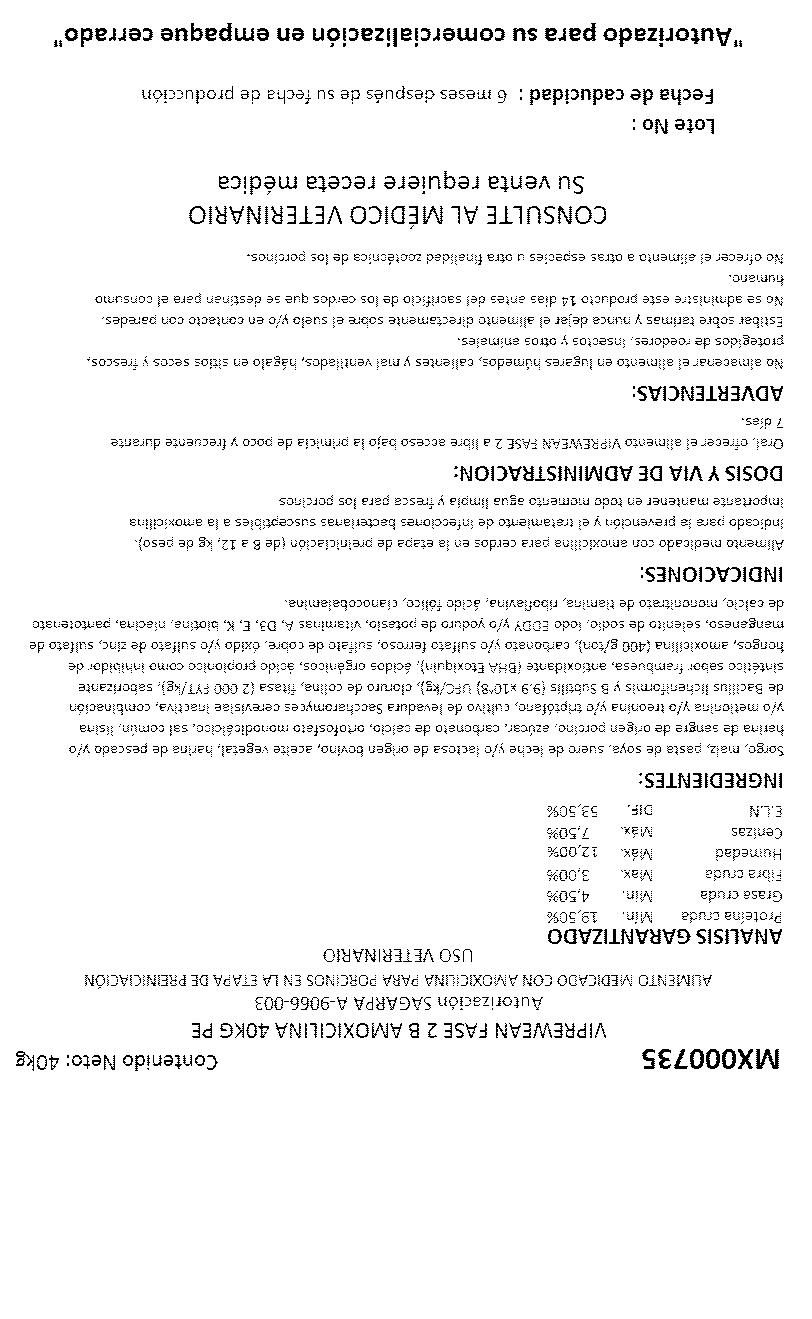 MX000735 Contenido Neto: 40kg
VIPREWEAN FASE 2 B AMOXICILINA 40KG PE
Autorización SAGARPA A-9066-003
ALIMENTO MEDICADO CON AMOXICILINA PARA PORCINOS EN LA ETAPA DE PREINICIACIÓN
USO VETERINARIO
ANALISIS GARANTIZADO
Proteína cruda Mín. 19,50%
Grasa cruda Mín. 4,50%
Fibra cruda Máx. 3,00%
Humedad Máx. 12,00%
Cenizas Máx. 7,50%
E.L.N DIF. 53,50%
INGREDIENTES:
Sorgo, maíz, pasta de soya, suero de leche y/o lactosa de origen bovino, aceite vegetal, harina de pescado y/o
harina de sangre de origen porcino, azúcar, carbonato de calcio, ortofosfato monodicálcico, sal común, lisina
y/o metionina y/o treonina y/o triptófano, cultivo de levadura Saccharomyces cerevisiae inactiva, combinación
de Bacillus licheniformis y B Subtilis (9.9 x10^8) UFC/kg), cloruro de colina, fitasa (2 000 FYT/kg), saborizante
sintético sabor frambuesa, antioxidante (BHA Etoxiquin), ácidos orgánicos, ácido propiónico como inhibidor de
hongos, amoxicilina (400 g/ton), carbonato y/o sulfato ferroso, sulfato de cobre, óxido y/o sulfato de zinc, sulfato de
manganeso, selenito de sodio, iodo EDDY y/o yoduro de potasio, vitaminas A, D3, E, K, biotina, niacina, pantotenato
de calcio, mononitrato de tiamina, riboflavina, ácido fólico, cianocobalamina.
INDICACIONES:
Alimento medicado con amoxicilina para cerdos en la etapa de preiniciación (de 8 a 12, kg de peso).
Indicado para la prevención y el tratamiento de infecciones bacterianas susceptibles a la amoxicilina
Importante mantener en todo momento agua limpia y fresca para los porcinos
DOSIS Y VIA DE ADMINISTRACION:
Oral, ofrecer el alimento VIPREWEAN FASE 2 a libre acceso bajo la primicia de poco y frecuente durante
7 días.
ADVERTENCIAS:
No almacenar el alimento en lugares húmedos, calientes y mal ventilados, hágalo en sitios secos y frescos,
protegidos de roedores, insectos y otros animales.
Estibar sobre tarimas y nunca dejar el alimento directamente sobre el suelo y/o en contacto con paredes.
No se administre este producto 14 días antes del sacrificio de los cerdos que se destinan para el consumo
humano.
No ofrecer el alimento a otras especies u otra finalidad zootécnica de los porcinos.
CONSULTE AL MÉDICO VETERINARIO
Su venta requiere receta médica
Lote No :
Fecha de caducidad : 6 meses después de su fecha de producción
"Autorizado para su comercialización en empaque cerrado"